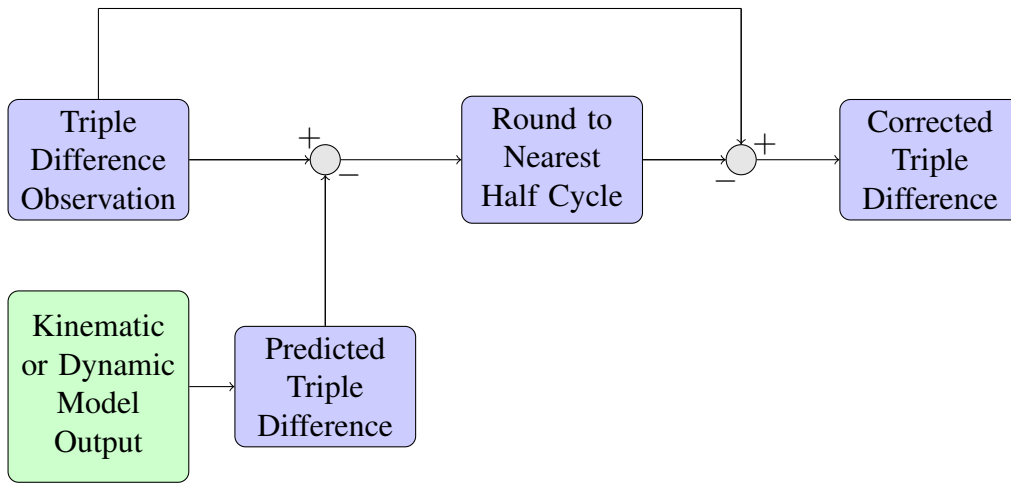 Triple
Difference
Observation
+
−
Round to
Nearest
Half Cycle
+
−
Corrected
Triple
Difference
Kinematic
or Dynamic
Model
Output
Predicted
Triple
Difference